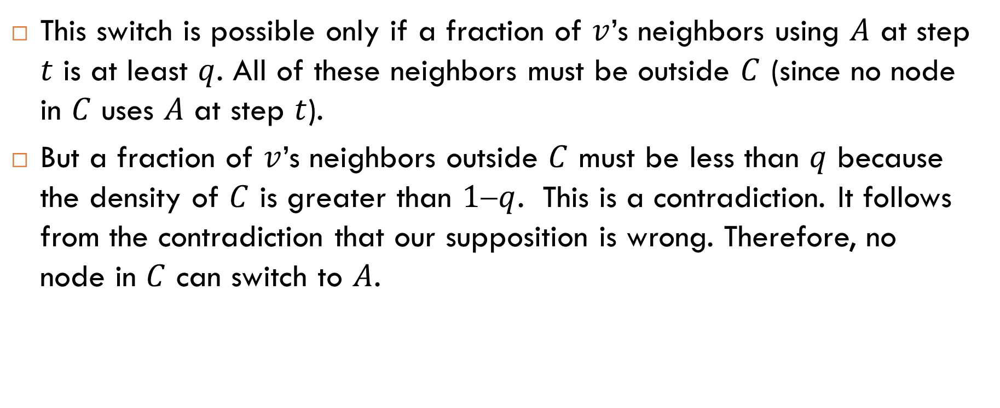 This switch is possible only if a fraction of v’s neighbors using A at step
t is at least q. All of these neighbors must be outside C (since no node
in C uses A at step t).
But a fraction of v’s neighbors outside C must be less than q because
the density of C is greater than 1−q. This is a contradiction. It follows
from the contradiction that our supposition is wrong. Therefore, no
node in C can switch to A.